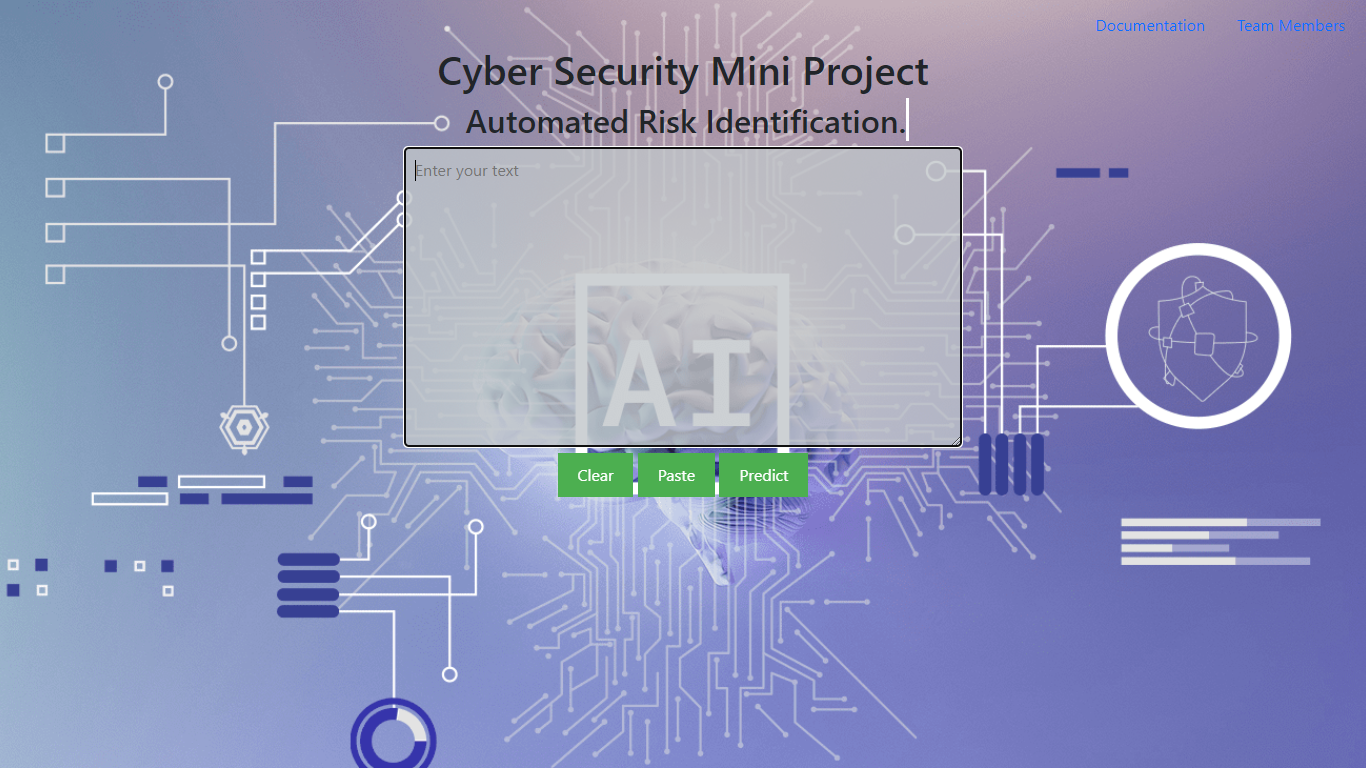 Documentation Team Members
Cyber Security Mini Project
Automated Risk Identification.
Enter your text
AI
Clear Paste Predict